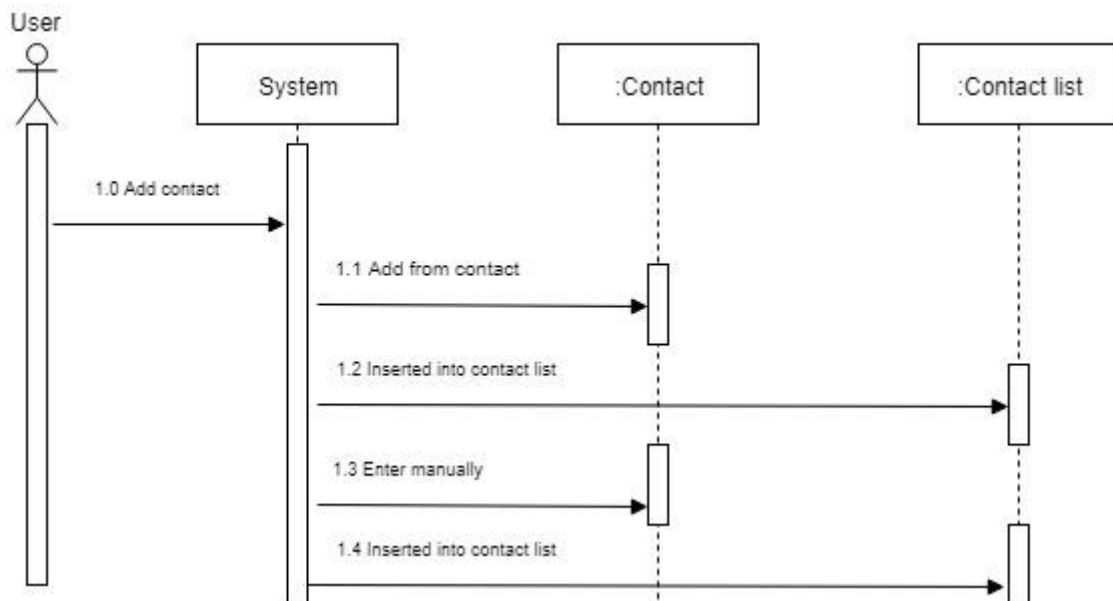 User
System
:Contact
:Contact list
1.0 Add contact
1.1 Add from contact
1.2 Inserted into contact list
1.3 Enter manually
1.4 Inserted into contact list